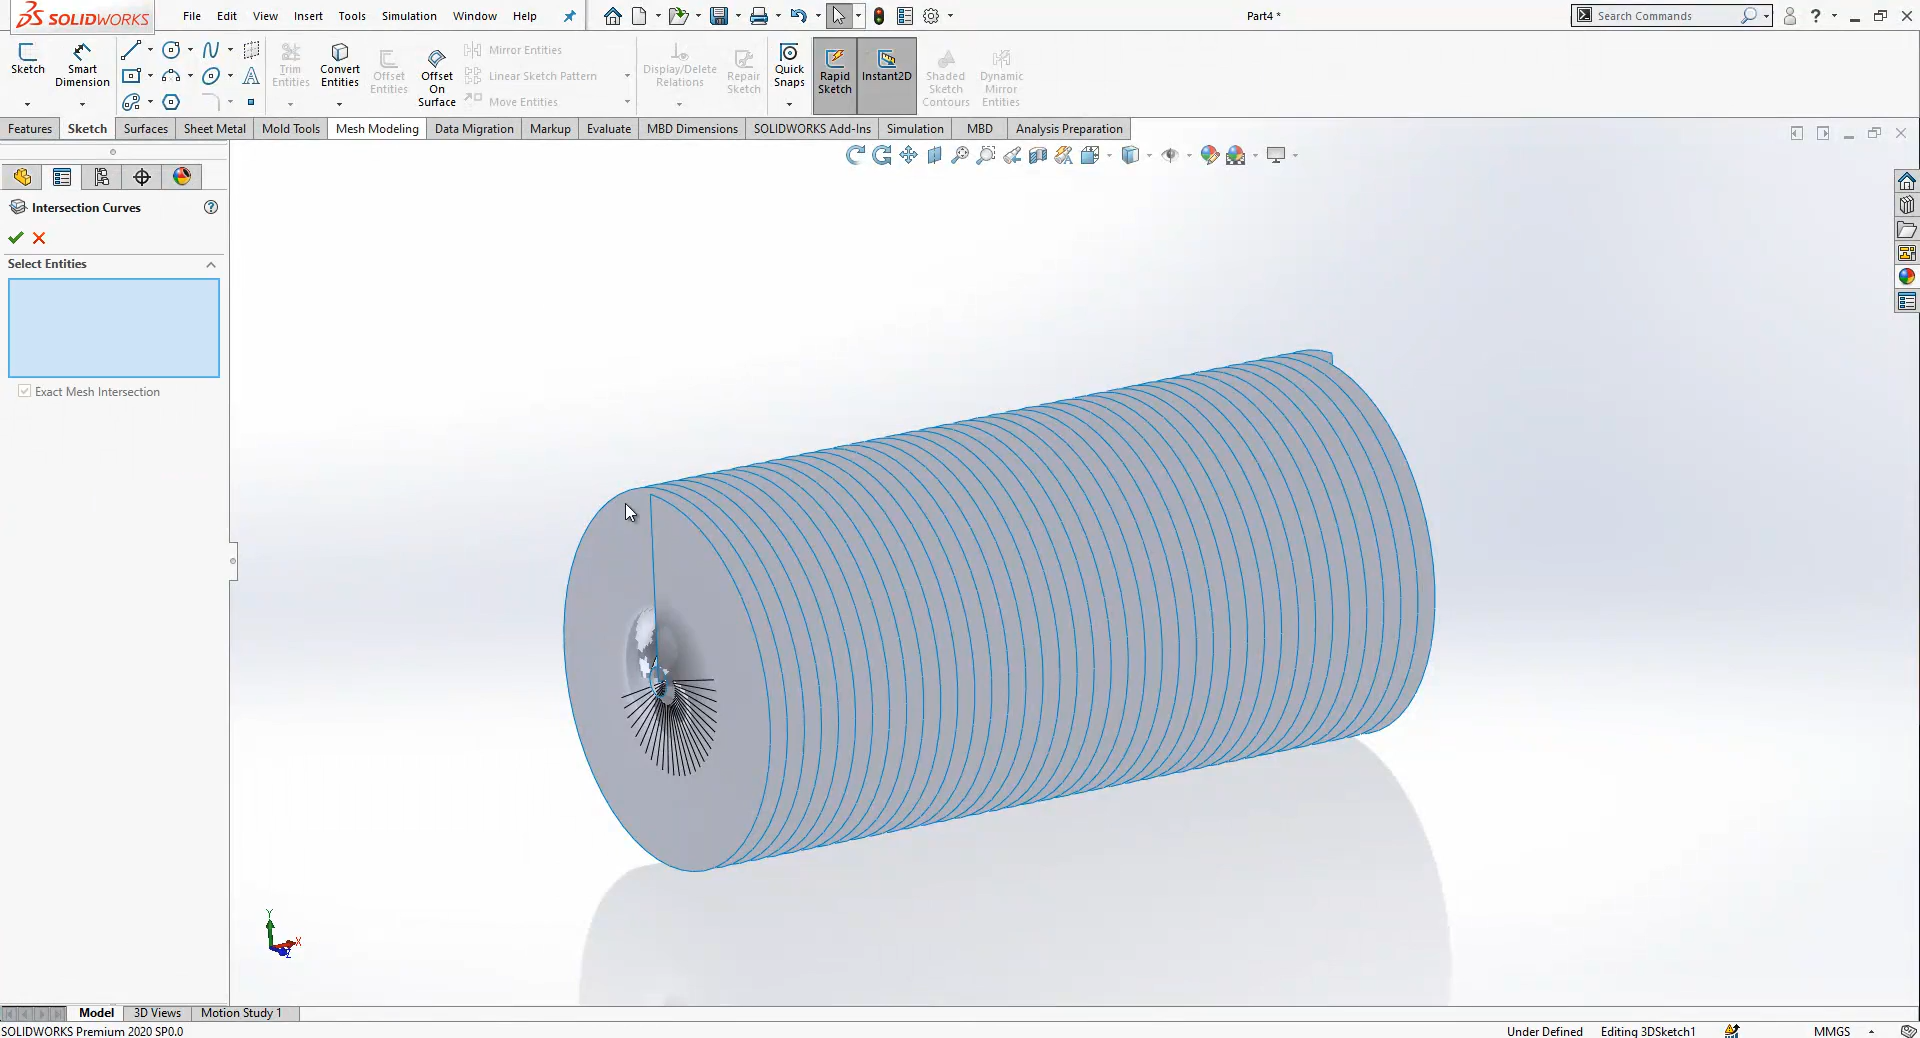 SOLIDWORKS File Edit View Insert Tools Simulation Window Help Part4 * Search Commands ?
Sketch
Smart Dimension
Trim Entities
Convert Entities
Offset Entities
Offset On Surface
Mirror Entities
Linear Sketch Pattern
Move Entities
Display/Delete Relations
Repair Sketch
Quick Snaps
Rapid Sketch
Instant2D
Shaded Sketch Contours
Dynamic Mirror Entities
Features Sketch Surfaces Sheet Metal Mold Tools Mesh Modeling Data Migration Markup Evaluate MBD Dimensions SOLIDWORKS Add-Ins Simulation MBD Analysis Preparation
Intersection Curves ?
Select Entities
Exact Mesh Intersection
Y
X
Z
Model 3D Views Motion Study 1
SOLIDWORKS Premium 2020 SP0.0 Under Defined Editing 3DSketch1 MMGS